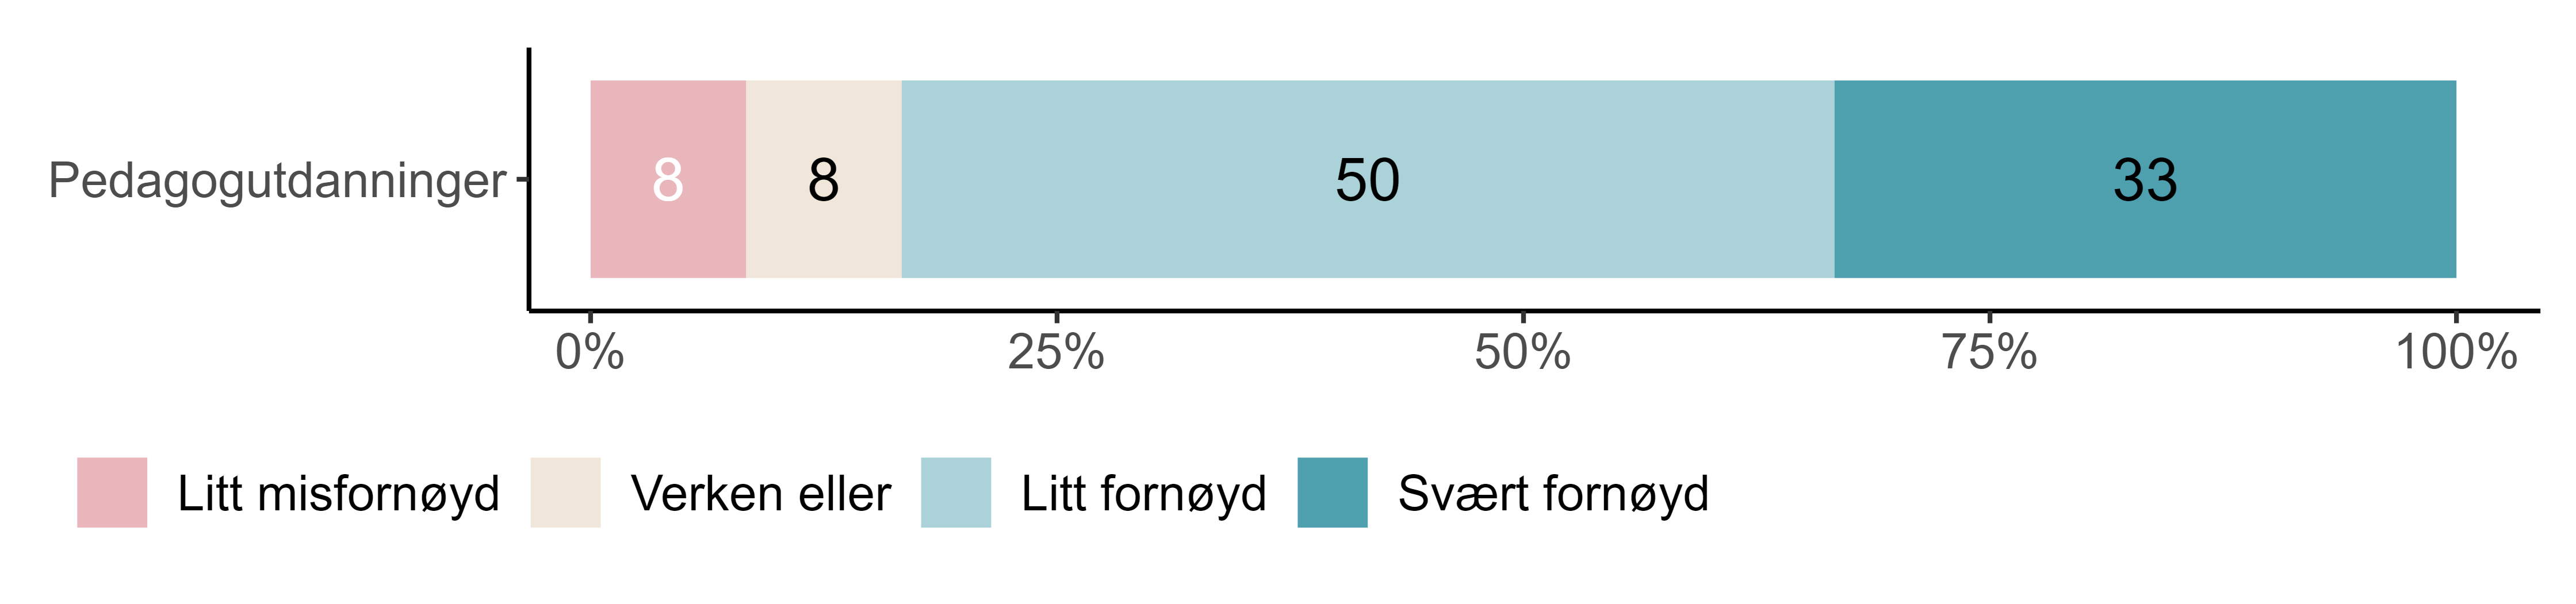 Pedagogutdanninger 8 8 50 33
0% 25% 50% 75% 100%
Litt misfornøyd Verken eller Litt fornøyd Svært fornøyd